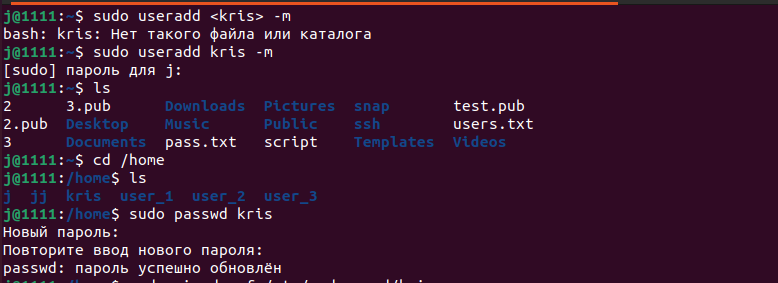 j@1111:~$ sudo useradd <kris> -m
bash: kris: Нет такого файла или каталога
j@1111:~$ sudo useradd kris -m
[sudo] пароль для j:
j@1111:~$ ls
2 3.pub Downloads Pictures snap test.pub
2.pub Desktop Music Public ssh users.txt
3 Documents pass.txt script Templates Videos
j@1111:~$ cd /home
j@1111:/home$ ls
j jj kris user_1 user_2 user_3
j@1111:/home$ sudo passwd kris
Новый пароль:
Повторите ввод нового пароля:
passwd: пароль успешно обновлён